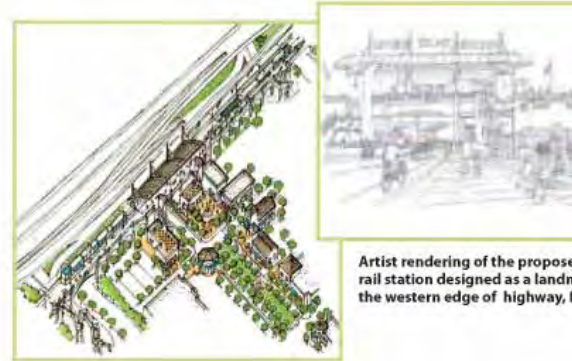 Artist rendering of the propose
rail station designed as a landm
the western edge of highway,